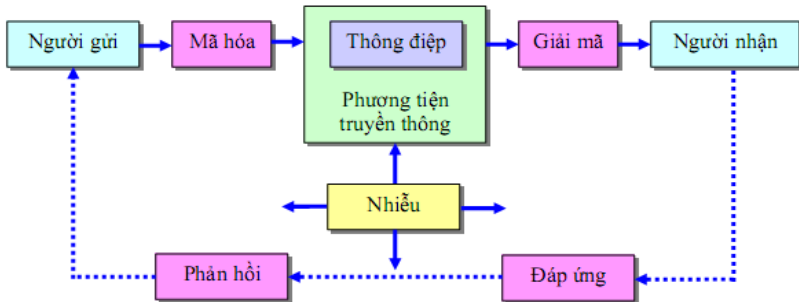 Người gửi
Mã hóa
Thông điệp
Phương tiện
truyền thông
Giải mã
Người nhận
Nhiễu
Phản hồi
Đáp ứng